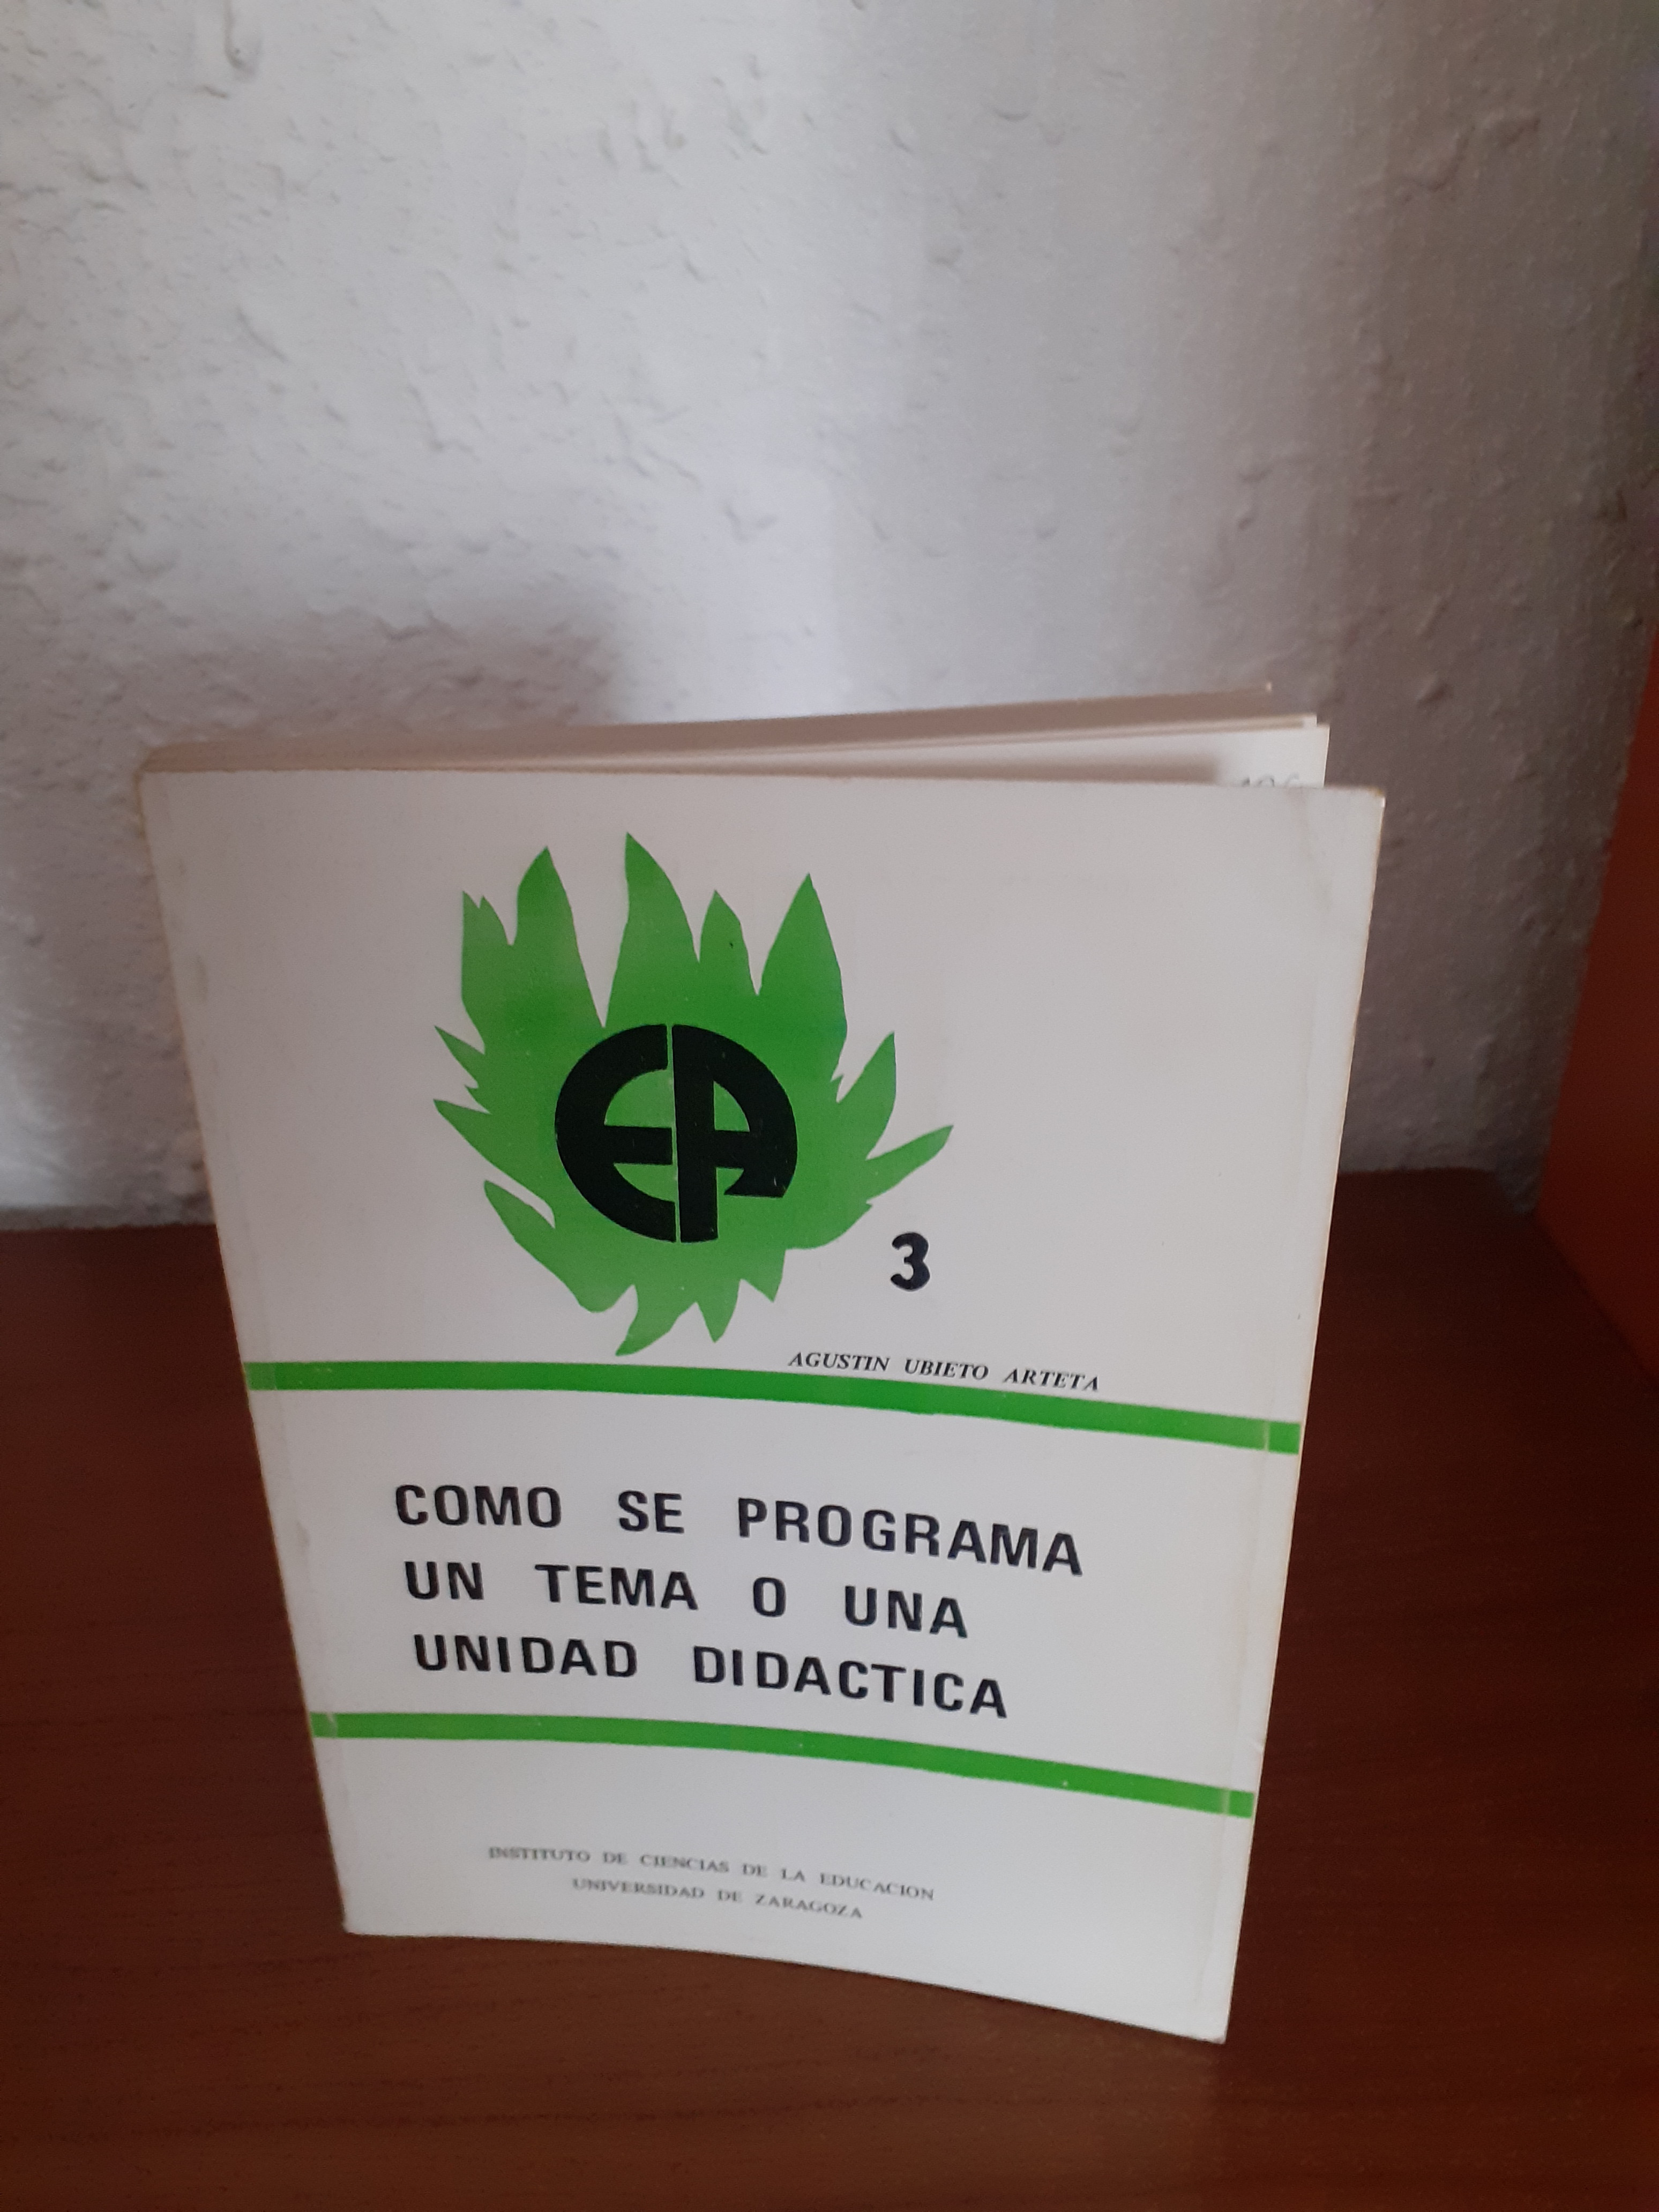 EA
3
AGUSTIN UBIETO ARTETA
COMO SE PROGRAMA
UN TEMA O UNA
UNIDAD DIDACTICA
INSTITUTO DE CIENCIAS DE LA EDUCACION
UNIVERSIDAD DE ZARAGOZA